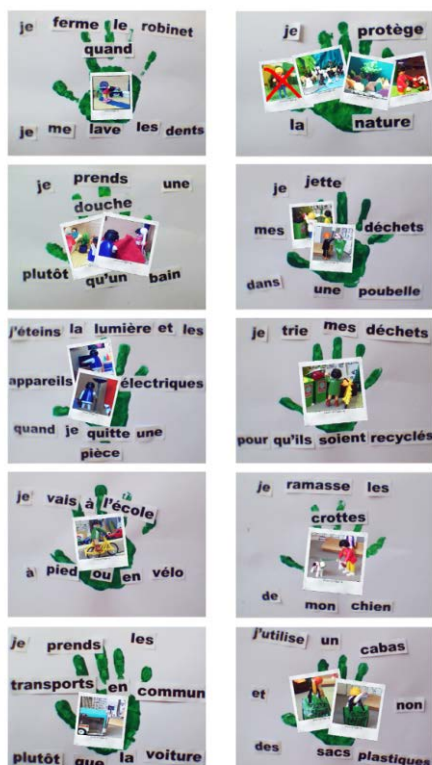 je ferme le robinet
quand
je me lave les dents
je protège
la nature
je prends une
douche
plutôt qu'un bain
je jette
mes déchets
dans une poubelle
j'éteins la lumière et les
appareils électriques
quand je quitte une
pièce
je trie mes déchets
pour qu'ils soient recyclés
je vais à l'école
à pied ou en vélo
je ramasse les
crottes
de mon chien
je prends les
transports en commun
plutôt que la voiture
j'utilise un cabas
et non
des sacs plastiques